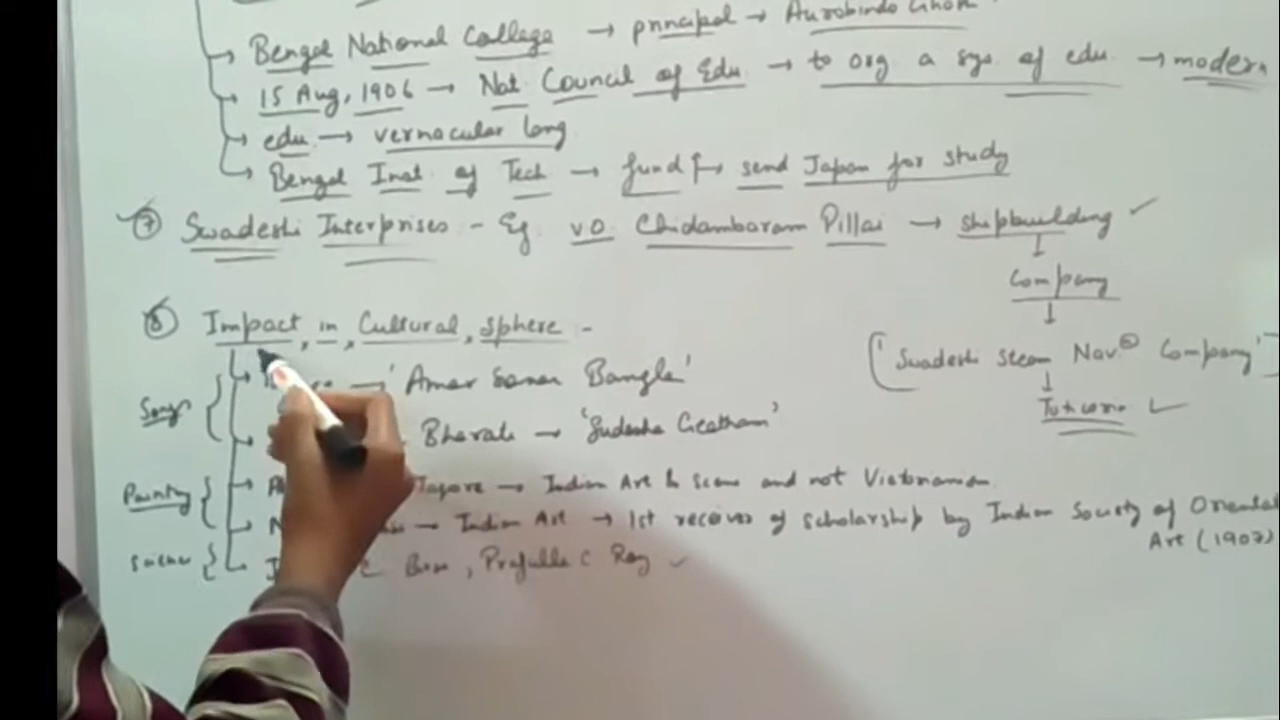 → Bengal National College → principal → Aurobindo Ghosh
→ 15 Aug, 1906 → Nat Council of Edu → to org a sys of edu → modern
→ edu → vernacular lang
→ Bengal Inst of Tech → fund → send Japan for study
⑦ Swadeshi Interprises - Eg VO Chidambaram Pillai → shipbuilding ✓
Company
('Swadeshi Steam Nav Company'
⑧ Impact in Cultural sphere -
Songs → 'Amar Sonar Bangla'
Bharati → 'Sudesha Geetham'
Painting Tagore → Indian Art & Scene and not Victorian
→ Indian Art → 1st receiver of scholarship by Indian Society of Oriental Art (1907)
Science Bose, Prafulla C Ray ✓